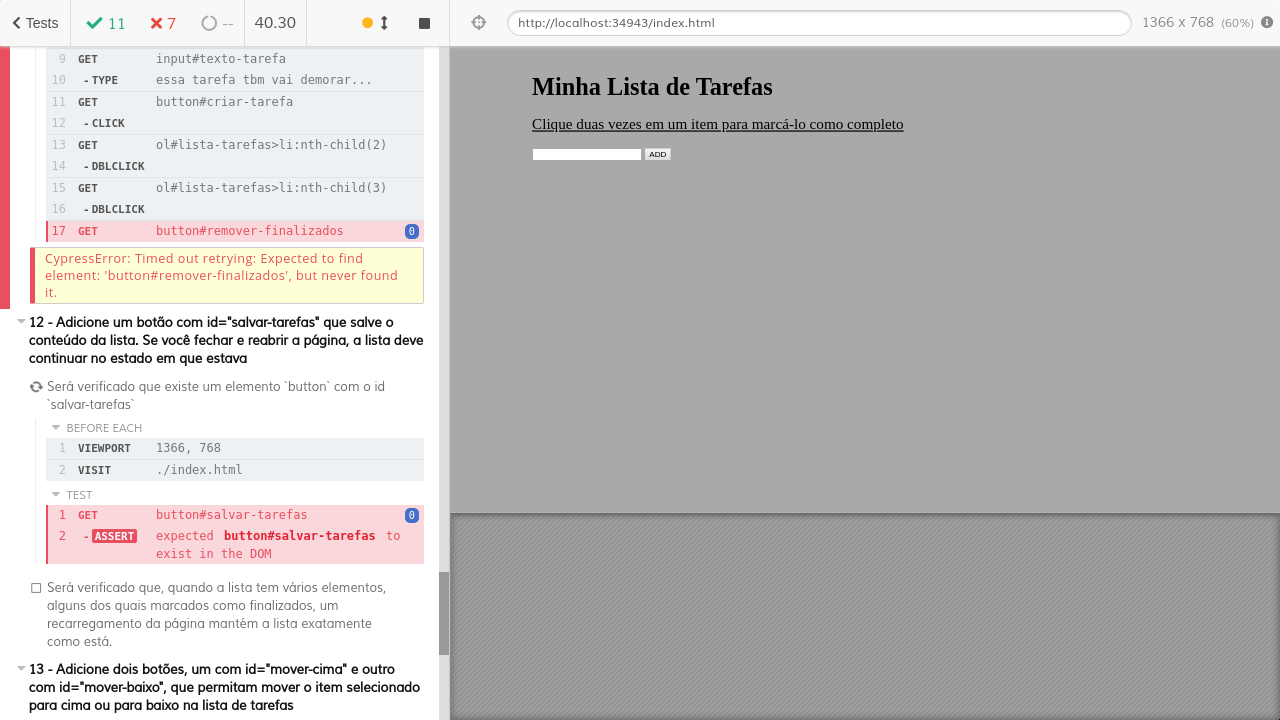 Tests
11
7
--
40.30
http://localhost:34943/index.html
1366 x 768 (60%)
9 GET input#texto-tarefa
10 - TYPE essa tarefa tbm vai demorar...
11 GET button#criar-tarefa
12 - CLICK
13 GET ol#lista-tarefas>li:nth-child(2)
14 - DBLCLICK
15 GET ol#lista-tarefas>li:nth-child(3)
16 - DBLCLICK
17 GET button#remover-finalizados 0
CypressError: Timed out retrying: Expected to find
element: 'button#remover-finalizados', but never found
it.
12 - Adicione um botão com id="salvar-tarefas" que salve o
conteúdo da lista. Se você fechar e reabrir a página, a lista deve
continuar no estado em que estava
Será verificado que existe um elemento `button` com o id
`salvar-tarefas`
BEFORE EACH
1 VIEWPORT 1366, 768
2 VISIT ./index.html
TEST
1 GET button#salvar-tarefas 0
2 - ASSERT expected button#salvar-tarefas to
exist in the DOM
Será verificado que, quando a lista tem vários elementos,
alguns dos quais marcados como finalizados, um
recarregamento da página mantém a lista exatamente
como está.
13 - Adicione dois botões, um com id="mover-cima" e outro
com id="mover-baixo", que permitam mover o item selecionado
para cima ou para baixo na lista de tarefas
Minha Lista de Tarefas
Clique duas vezes em um item para marcá-lo como completo
ADD